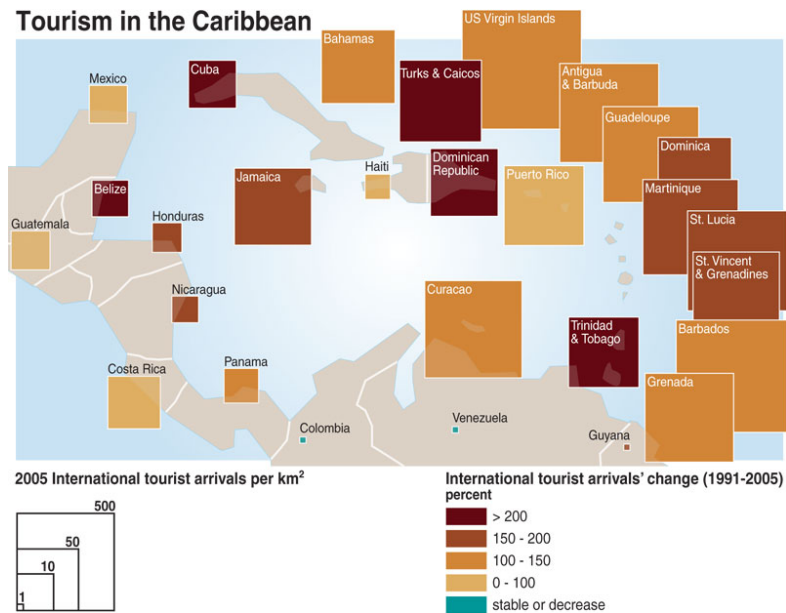 Tourism in the Caribbean
US Virgin Islands
Bahamas
Cuba
Turks & Caicos
Antigua
& Barbuda
Mexico
Guadeloupe
Dominica
Haiti
Dominican
Republic
Puerto Rico
Jamaica
Martinique
Belize
St. Lucia
Honduras
Guatemala
St. Vincent
& Grenadines
Nicaragua
Curacao
Trinidad
& Tobago
Barbados
Panama
Costa Rica
Grenada
Venezuela
Colombia
Guyana
2005 International tourist arrivals per km²
500
50
10
1
International tourist arrivals' change (1991-2005)
percent
> 200
150 - 200
100 - 150
0 - 100
stable or decrease